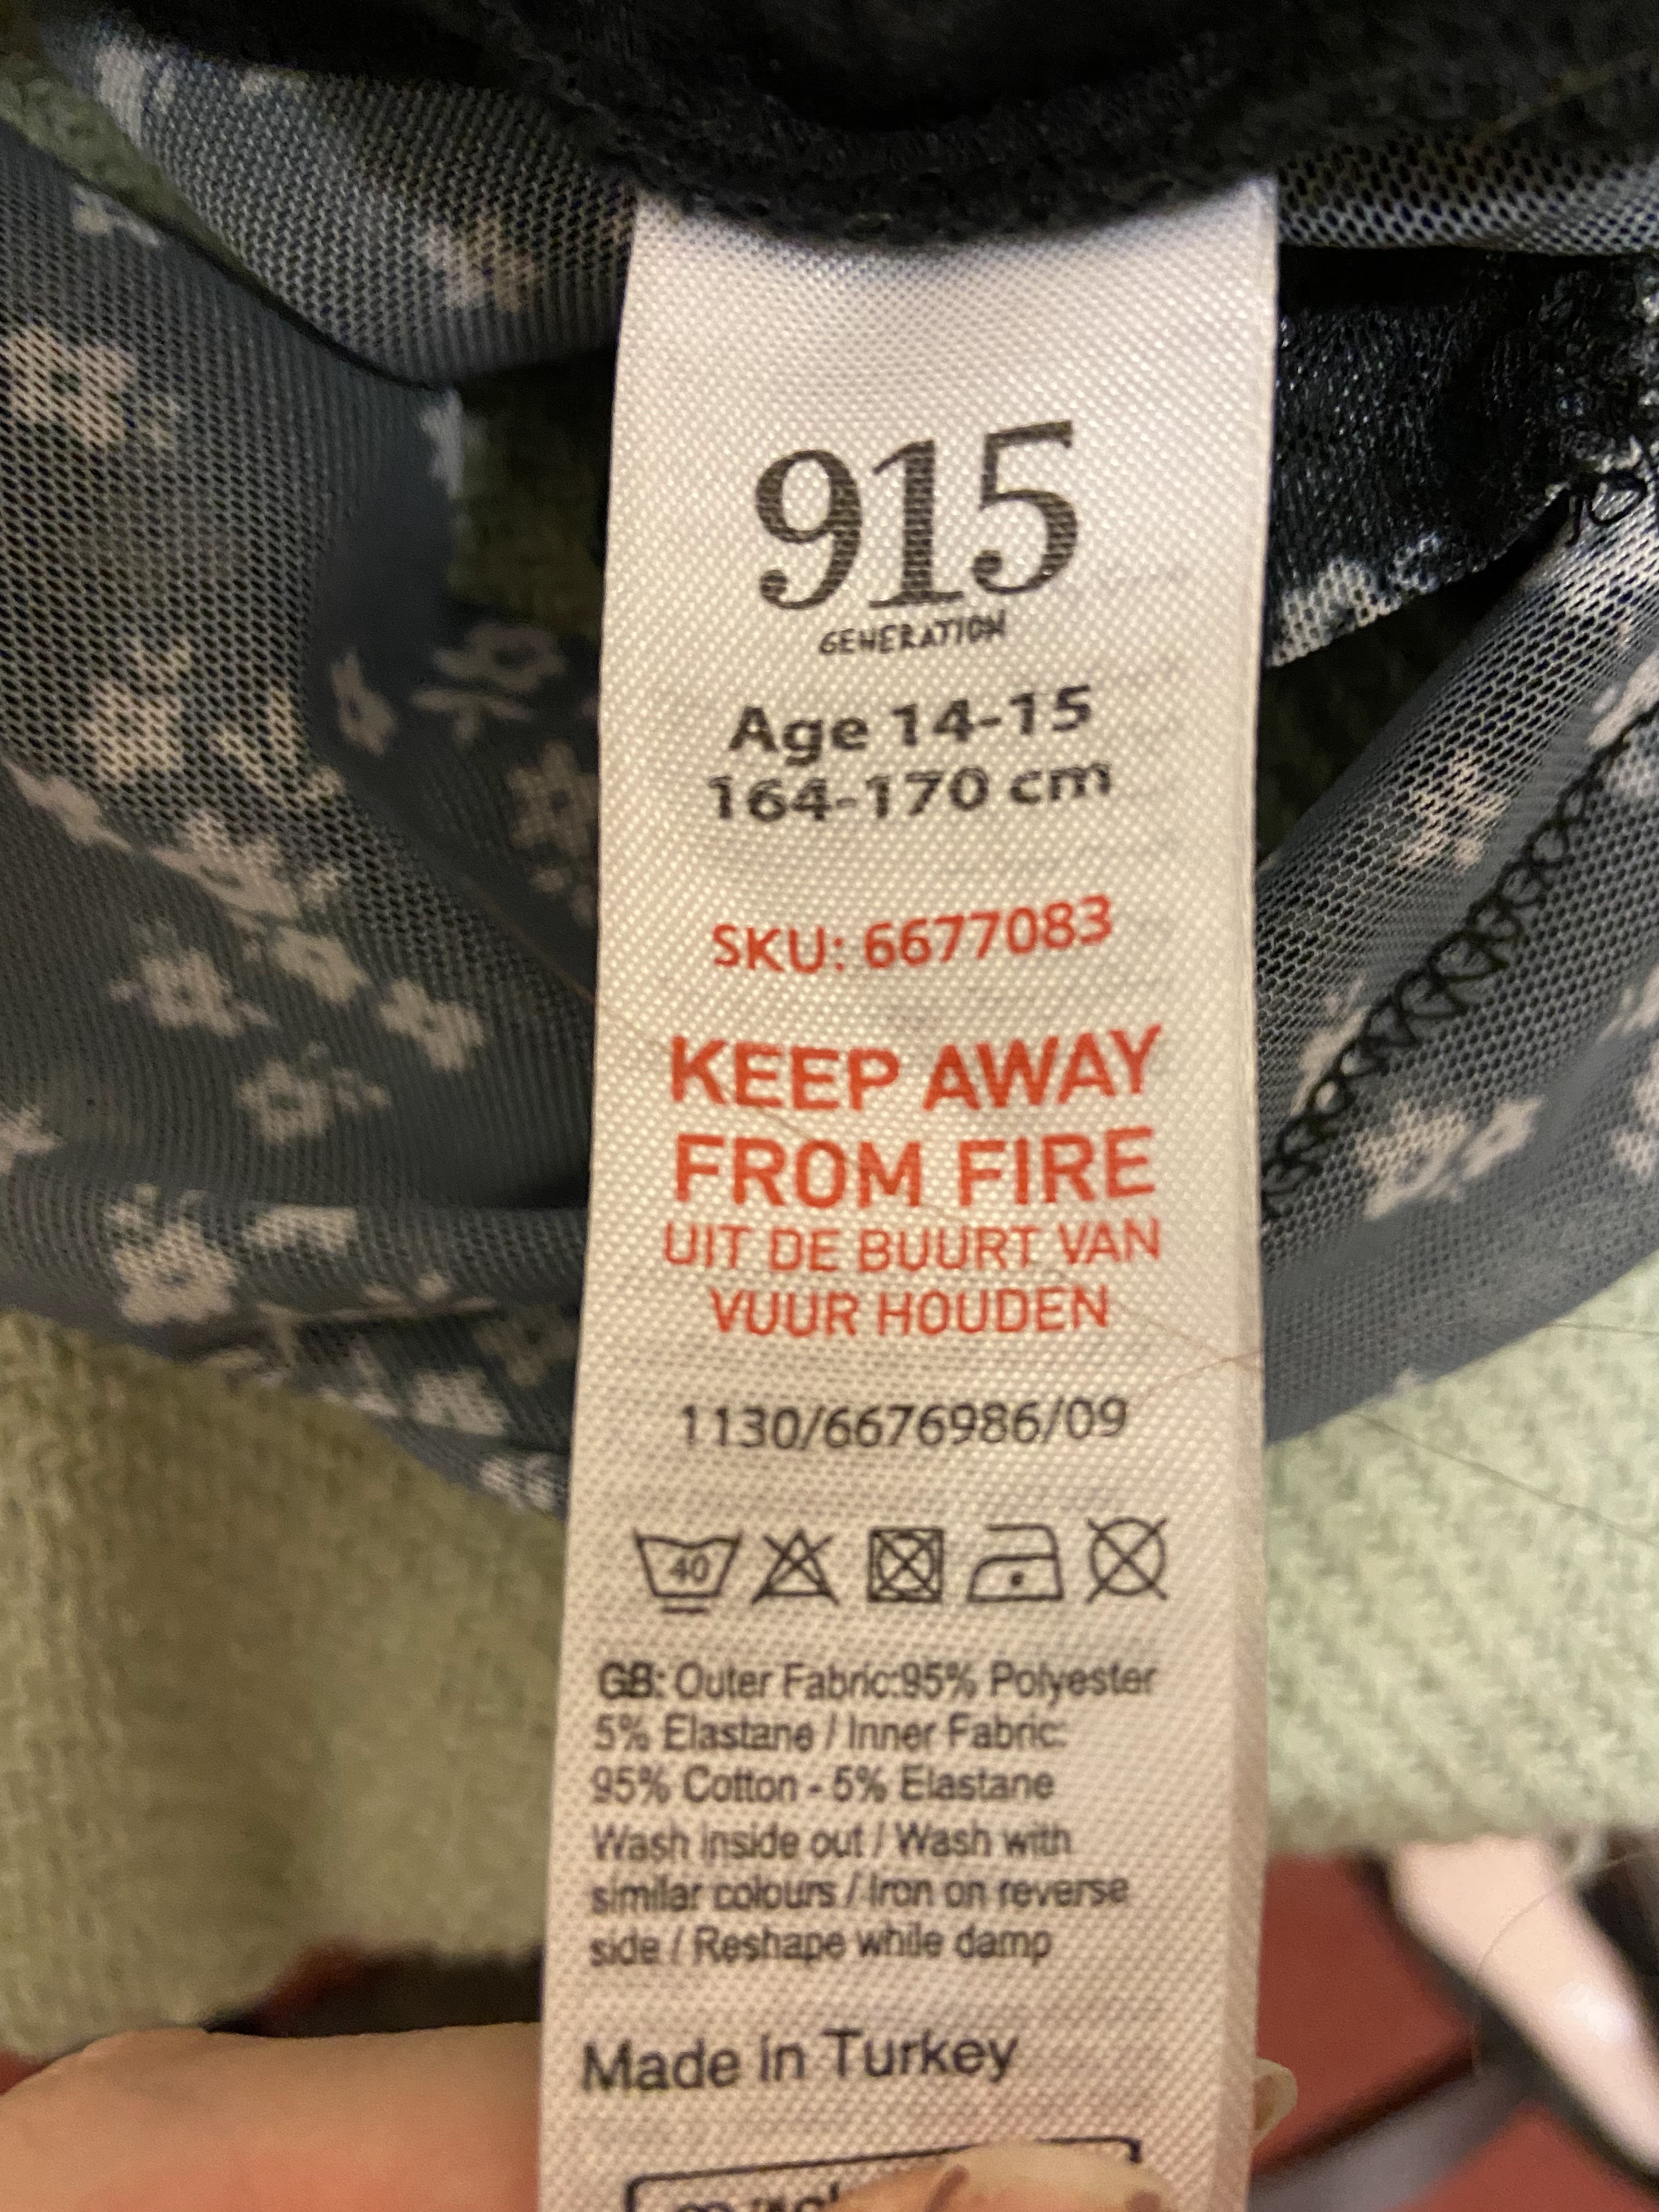 915
GENERATION
Age 14-15
164-170 cm
SKU: 6677083
KEEP AWAY
FROM FIRE
UIT DE BUURT VAN
VUUR HOUDEN
1130/6676986/09
40
GB: Outer Fabric:95% Polyester
5% Elastane / Inner Fabric:
95% Cotton - 5% Elastane
Wash inside out / Wash with
similar colours / Iron on reverse
side / Reshape while damp
Made in Turkey